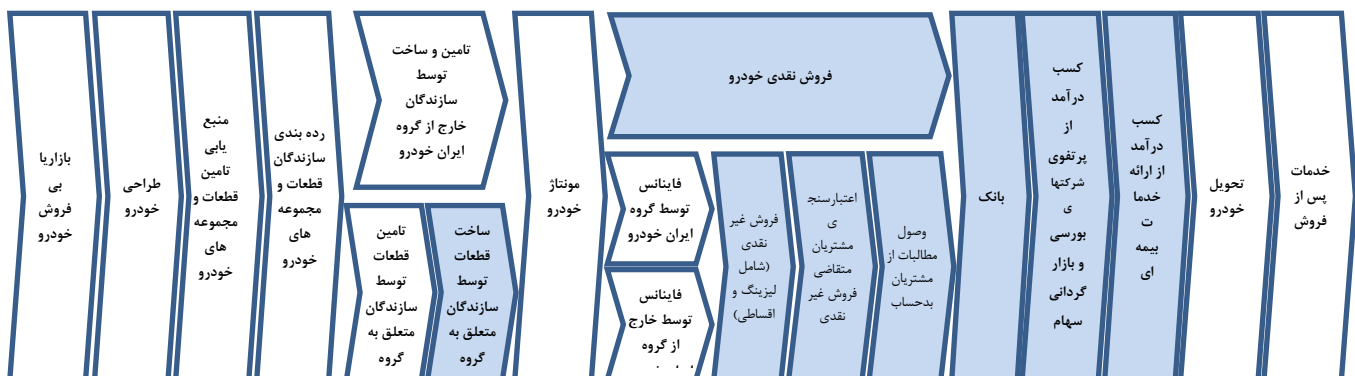 بازاریا
بی
فروش
خودرو
طراحی
خودرو
منبع
یابی
تامین
قطعات و
مجموعه
های
خودرو
رده بندی
سازندگان
قطعات و
مجموعه
های
خودرو
تامین و ساخت
توسط
سازندگان
خارج از گروه
ایران خودرو
تامین
قطعات
توسط
سازندگان
متعلق به
گروه
ساخت
قطعات
توسط
سازندگان
متعلق به
گروه
مونتاژ
خودرو
فروش نقدی خودرو
فاینانس
توسط گروه
ایران خودرو
فاینانس
توسط خارج
از گروه
فروش غیر
نقدی
(شامل
لیزینگ و
اقساطی)
اعتبارسنج
ی
مشتریان
متقاضی
فروش غیر
نقدی
وصول
مطالبات از
مشتریان
بدحساب
بانک
کسب
درآمد
از
پرتفوی
شرکتها
ی
بورسی
و بازار
گردانی
سهام
کسب
درآمد
از ارائه
خدما
ت
بیمه
ای
تحویل
خودرو
خدمات
پس از
فروش